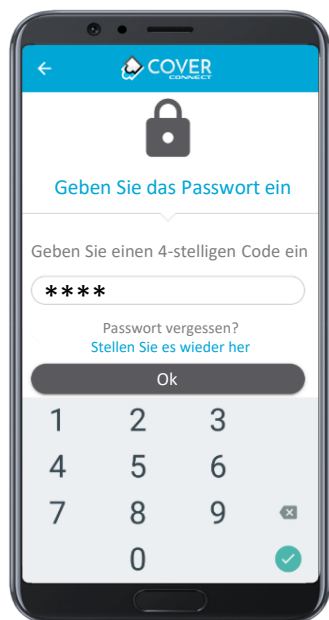 COVER
CONNECT
Geben Sie das Passwort ein
Geben Sie einen 4-stelligen Code ein
****
Passwort vergessen?
Stellen Sie es wieder her
Ok
1 2 3
4 5 6
7 8 9
0